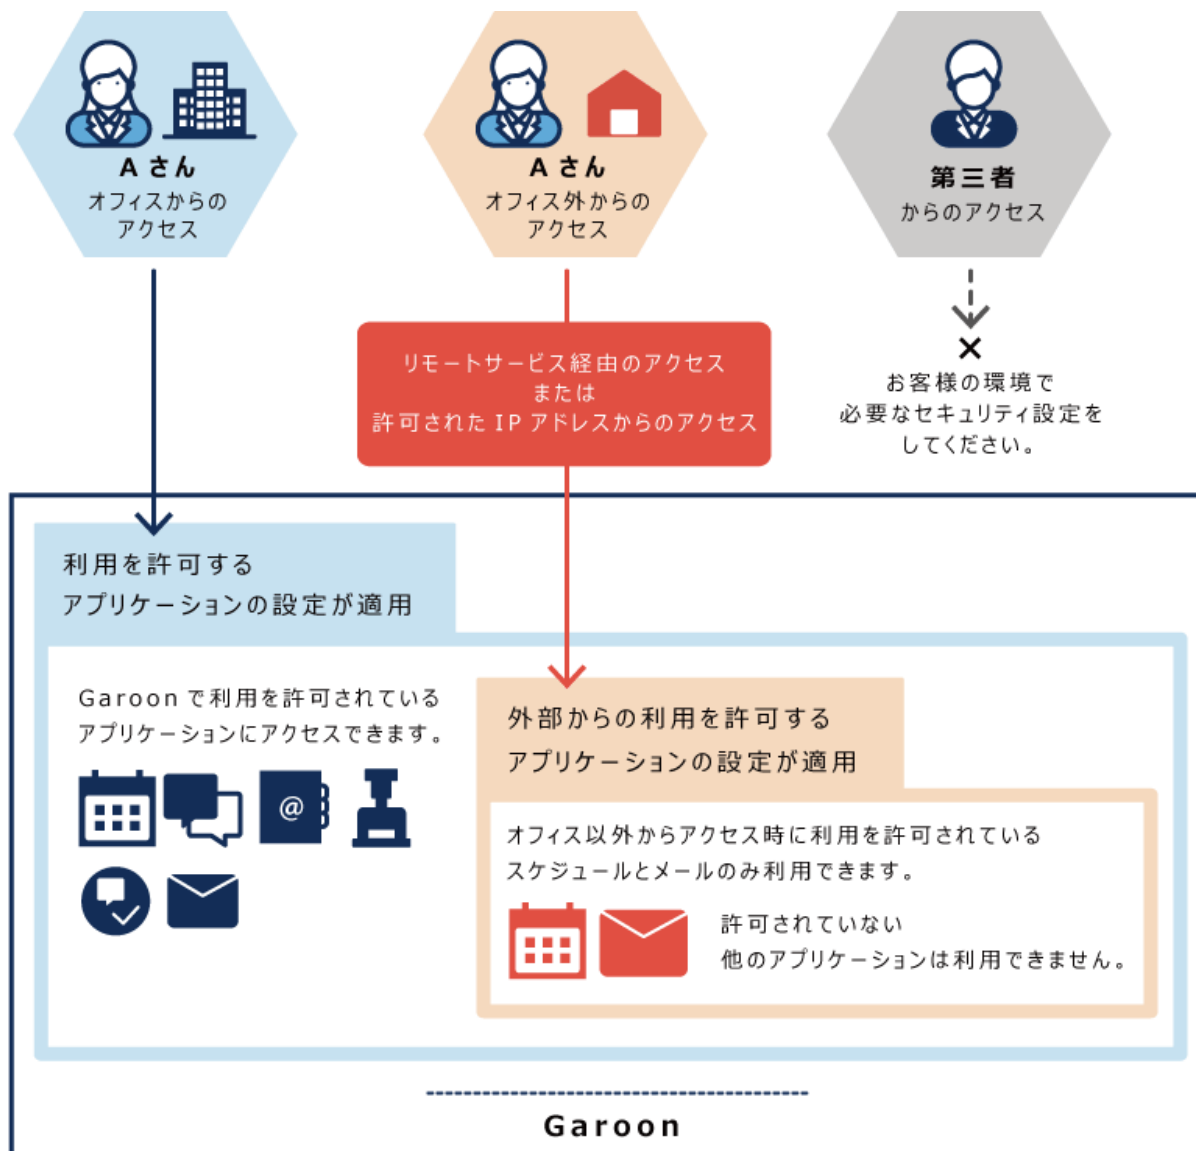 Aさん
オフィスからの
アクセス
Aさん
オフィス外からの
アクセス
第三者
からのアクセス
リモートサービス経由のアクセス
または
許可されたIPアドレスからのアクセス
×
お客様の環境で
必要なセキュリティ設定を
してください。
利用を許可する
アプリケーションの設定が適用
Garoonで利用を許可されている
アプリケーションにアクセスできます。
@
外部からの利用を許可する
アプリケーションの設定が適用
オフィス以外からアクセス時に利用を許可されている
スケジュールとメールのみ利用できます。
許可されていない
他のアプリケーションは利用できません。
Garoon